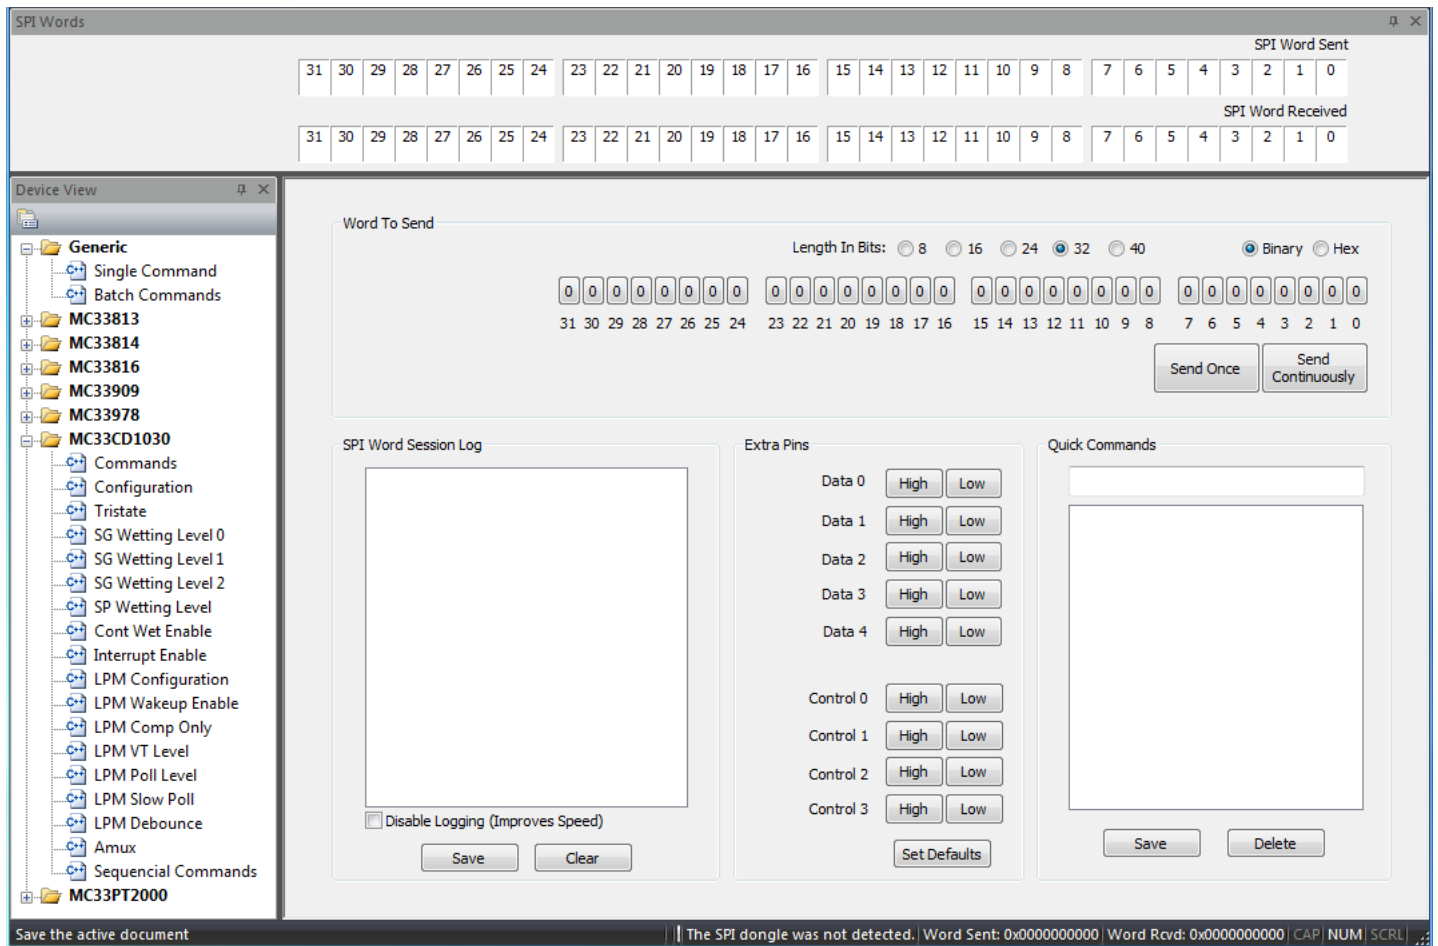 SPI Words
SPI Word Sent
31 30 29 28 27 26 25 24 23 22 21 20 19 18 17 16 15 14 13 12 11 10 9 8 7 6 5 4 3 2 1 0
SPI Word Received
31 30 29 28 27 26 25 24 23 22 21 20 19 18 17 16 15 14 13 12 11 10 9 8 7 6 5 4 3 2 1 0
Device View
Generic
Single Command
Batch Commands
MC33813
MC33814
MC33816
MC33909
MC33978
MC33CD1030
Commands
Configuration
Tristate
SG Wetting Level 0
SG Wetting Level 1
SG Wetting Level 2
SP Wetting Level
Cont Wet Enable
Interrupt Enable
LPM Configuration
LPM Wakeup Enable
LPM Comp Only
LPM VT Level
LPM Poll Level
LPM Slow Poll
LPM Debounce
Amux
Sequencial Commands
MC33PT2000
Word To Send
Length In Bits: 8 16 24 32 40 Binary Hex
0 0 0 0 0 0 0 0 0 0 0 0 0 0 0 0 0 0 0 0 0 0 0 0 0 0 0 0 0 0 0 0
31 30 29 28 27 26 25 24 23 22 21 20 19 18 17 16 15 14 13 12 11 10 9 8 7 6 5 4 3 2 1 0
Send Once
Send
Continuously
SPI Word Session Log
Disable Logging (Improves Speed)
Save Clear
Extra Pins
Data 0 High Low
Data 1 High Low
Data 2 High Low
Data 3 High Low
Data 4 High Low
Control 0 High Low
Control 1 High Low
Control 2 High Low
Control 3 High Low
Set Defaults
Quick Commands
Save Delete
Save the active document
The SPI dongle was not detected. Word Sent: 0x0000000000 Word Rcvd: 0x0000000000 CAP NUM SCRL